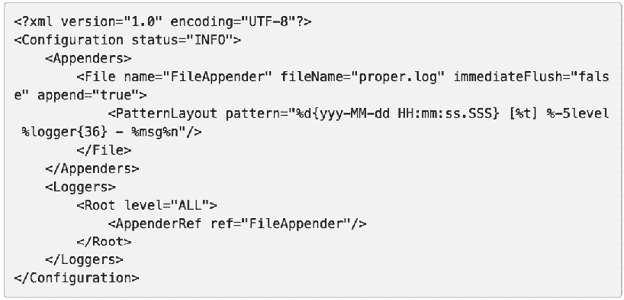 <?xml version="1.0" encoding="UTF-8"?>
<Configuration status="INFO">
    <Appenders>
        <File name="FileAppender" fileName="proper.log" immediateFlush="fals
e" append="true">
            <PatternLayout pattern="%d{yyy-MM-dd HH:mm:ss.SSS} [%t] %-5level
 %logger{36} - %msg%n"/>
        </File>
    </Appenders>
    <Loggers>
        <Root level="ALL">
            <AppenderRef ref="FileAppender"/>
        </Root>
    </Loggers>
</Configuration>